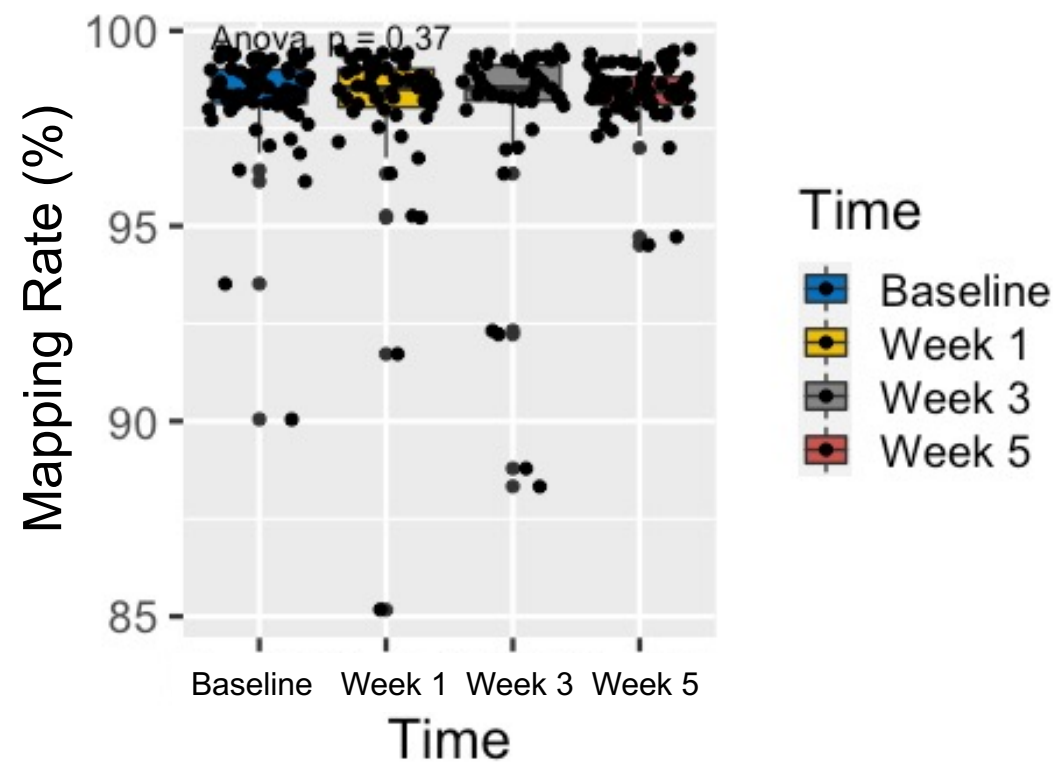 Anova, p = 0.37
100
95
90
85
Mapping Rate (%)
Baseline Week 1 Week 3 Week 5
Time
Time
Baseline
Week 1
Week 3
Week 5